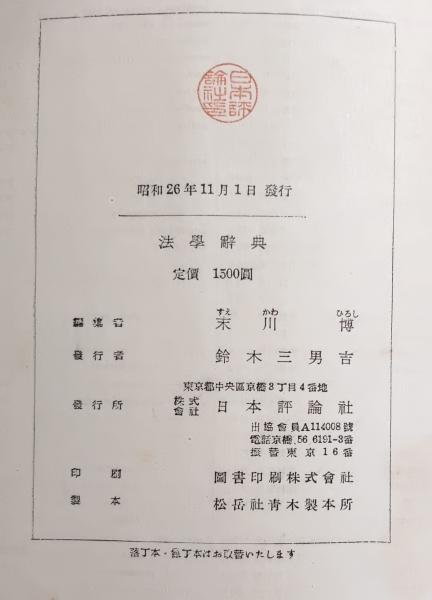 日本評
論社
之印
昭和26年11月1日 發行
法學辭典
定價 1500圓
編集者 末川博 すえ かわ ひろし
發行者 鈴木三男吉
東京都中央區京橋3丁目4番地
發行所 株式會社 日本評論社
出協會員A114008號
電話京橋.56 6191-3番
振替東京16番
印刷 圖書印刷株式會社
製本 松岳社青木製本所
落丁本・亂丁本はお取替いたします